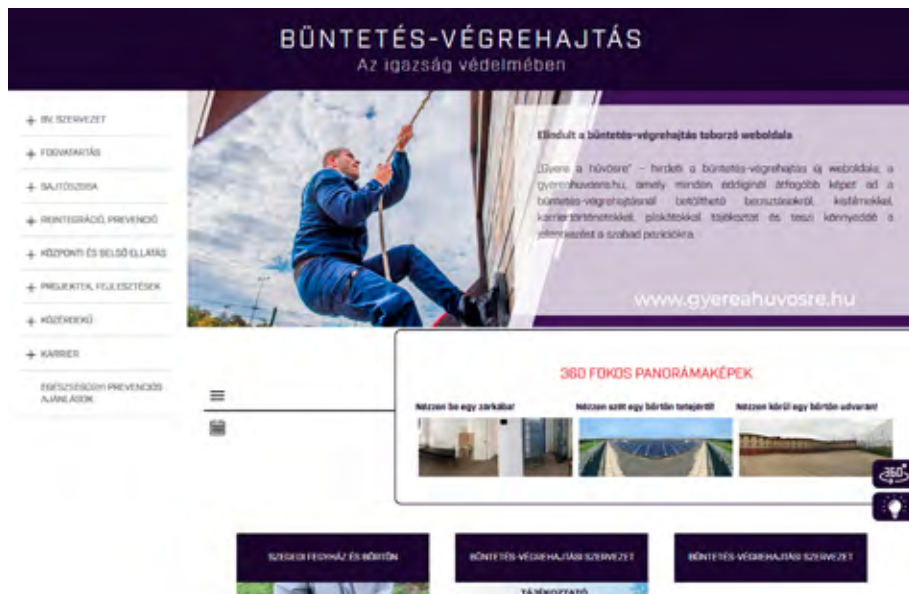 BÜNTETÉS-VÉGREHAJTÁS
Az igazság védelmében
BV. SZERVEZET
FOGVATARTÁS
SAJTÓSZOBA
REINTEGRÁCIÓ, PREVENCIÓ
KÖZPONTI ÉS BELSŐ ELLÁTÁS
PROJEKTEK, FEJLESZTÉSEK
KÖZÉRDEKŰ
KARRIER
EGÉSZSÉGÜGYI PREVENCIÓS
AJÁNLÁSOK
Elindult a büntetés-végrehajtás toborzó weboldala
„Gyere a hűvösre” – hirdeti a büntetés-végrehajtás új weboldala, a
gyereahuvosre.hu, amely minden eddiginél átfogóbb képet ad a
büntetés-végrehajtásnál betölthető beosztásokról, kisfilmekkel,
karriertörténetekkel, plakátokkal tájékoztat és teszi könnyebbé a
jelentkezést a szabad pozíciókra.
www.gyereahuvosre.hu
360 FOKOS PANORÁMAKÉPEK
Nézzen be egy zárkába!
Nézzen szét egy börtön tetejéről!
Nézzen körül egy börtön udvarán!
360°
SZEGEDI FEGYHÁZ ÉS BÖRTÖN
BÜNTETÉS-VÉGREHAJTÁSI SZERVEZET
BÜNTETÉS-VÉGREHAJTÁSI SZERVEZET
TÁJÉKOZTATÓ